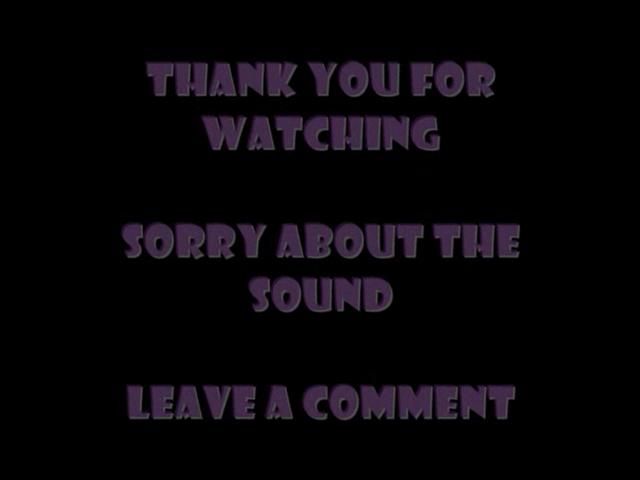 THANK YOU FOR
WATCHING
SORRY ABOUT THE
SOUND
LEAVE A COMMENT